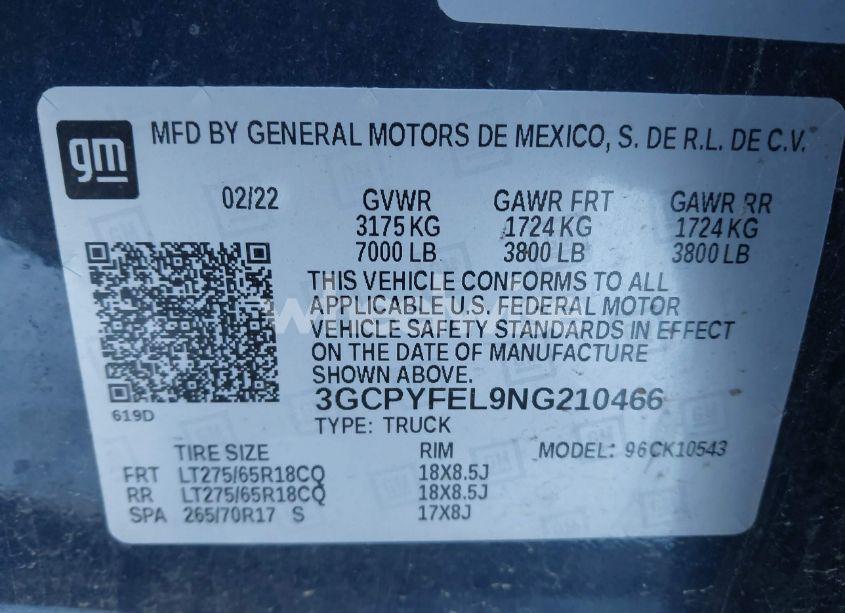 gm
MFD BY GENERAL MOTORS DE MEXICO, S. DE R.L. DE C.V.
02/22 GVWR GAWR FRT GAWR RR
3175 KG 1724 KG 1724 KG
7000 LB 3800 LB 3800 LB
THIS VEHICLE CONFORMS TO ALL
APPLICABLE U.S. FEDERAL MOTOR
VEHICLE SAFETY STANDARDS IN EFFECT
ON THE DATE OF MANUFACTURE
SHOWN ABOVE.
619D
3GCPYFEL9NG210466
TYPE: TRUCK
TIRE SIZE RIM MODEL: 96CK10543
FRT LT275/65R18CQ 18X8.5J
RR LT275/65R18CQ 18X8.5J
SPA 265/70R17 S 17X8J